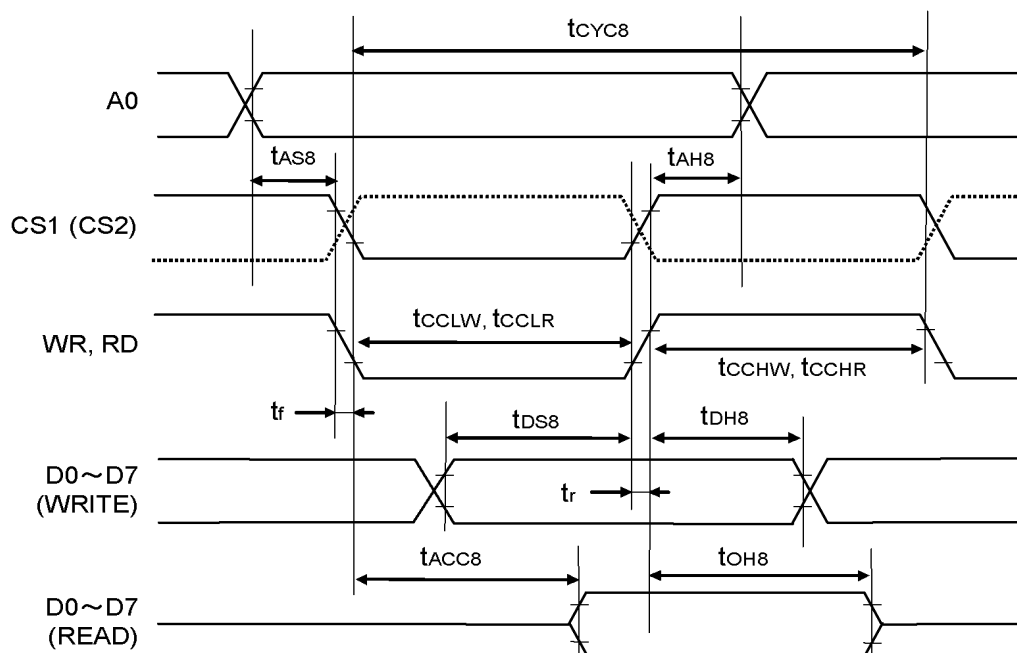 tCYC8
A0
tAS8
tAH8
CS1 (CS2)
tCCLW, tCCLR
WR, RD
tCCHW, tCCHR
tf
tDS8
tDH8
D0～D7
(WRITE)
tr
tACC8
tOH8
D0～D7
(READ)